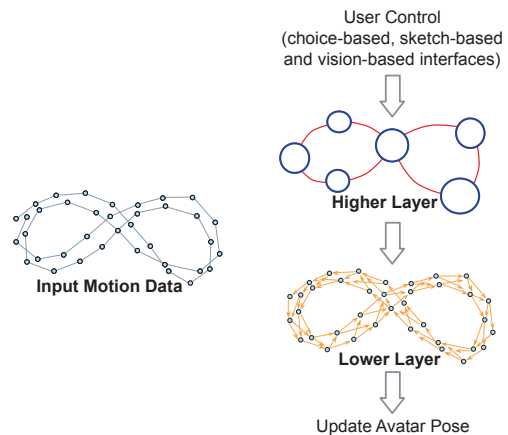 User Control
(choice-based, sketch-based
and vision-based interfaces)
Higher Layer
Input Motion Data
Lower Layer
Update Avatar Pose